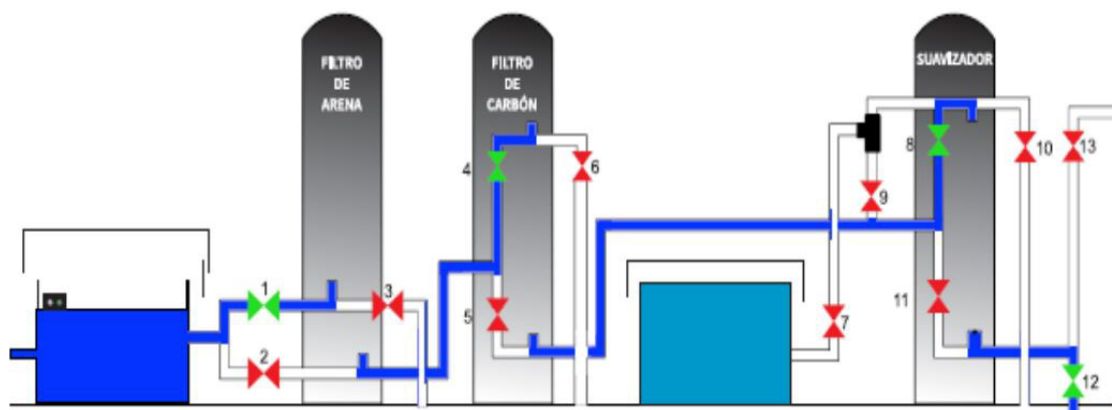 FILTRO
DE
ARENA
FILTRO
DE
CARBÓN
SUAVIZADOR
1
2
3
4
5
6
7
8
9
10
11
12
13